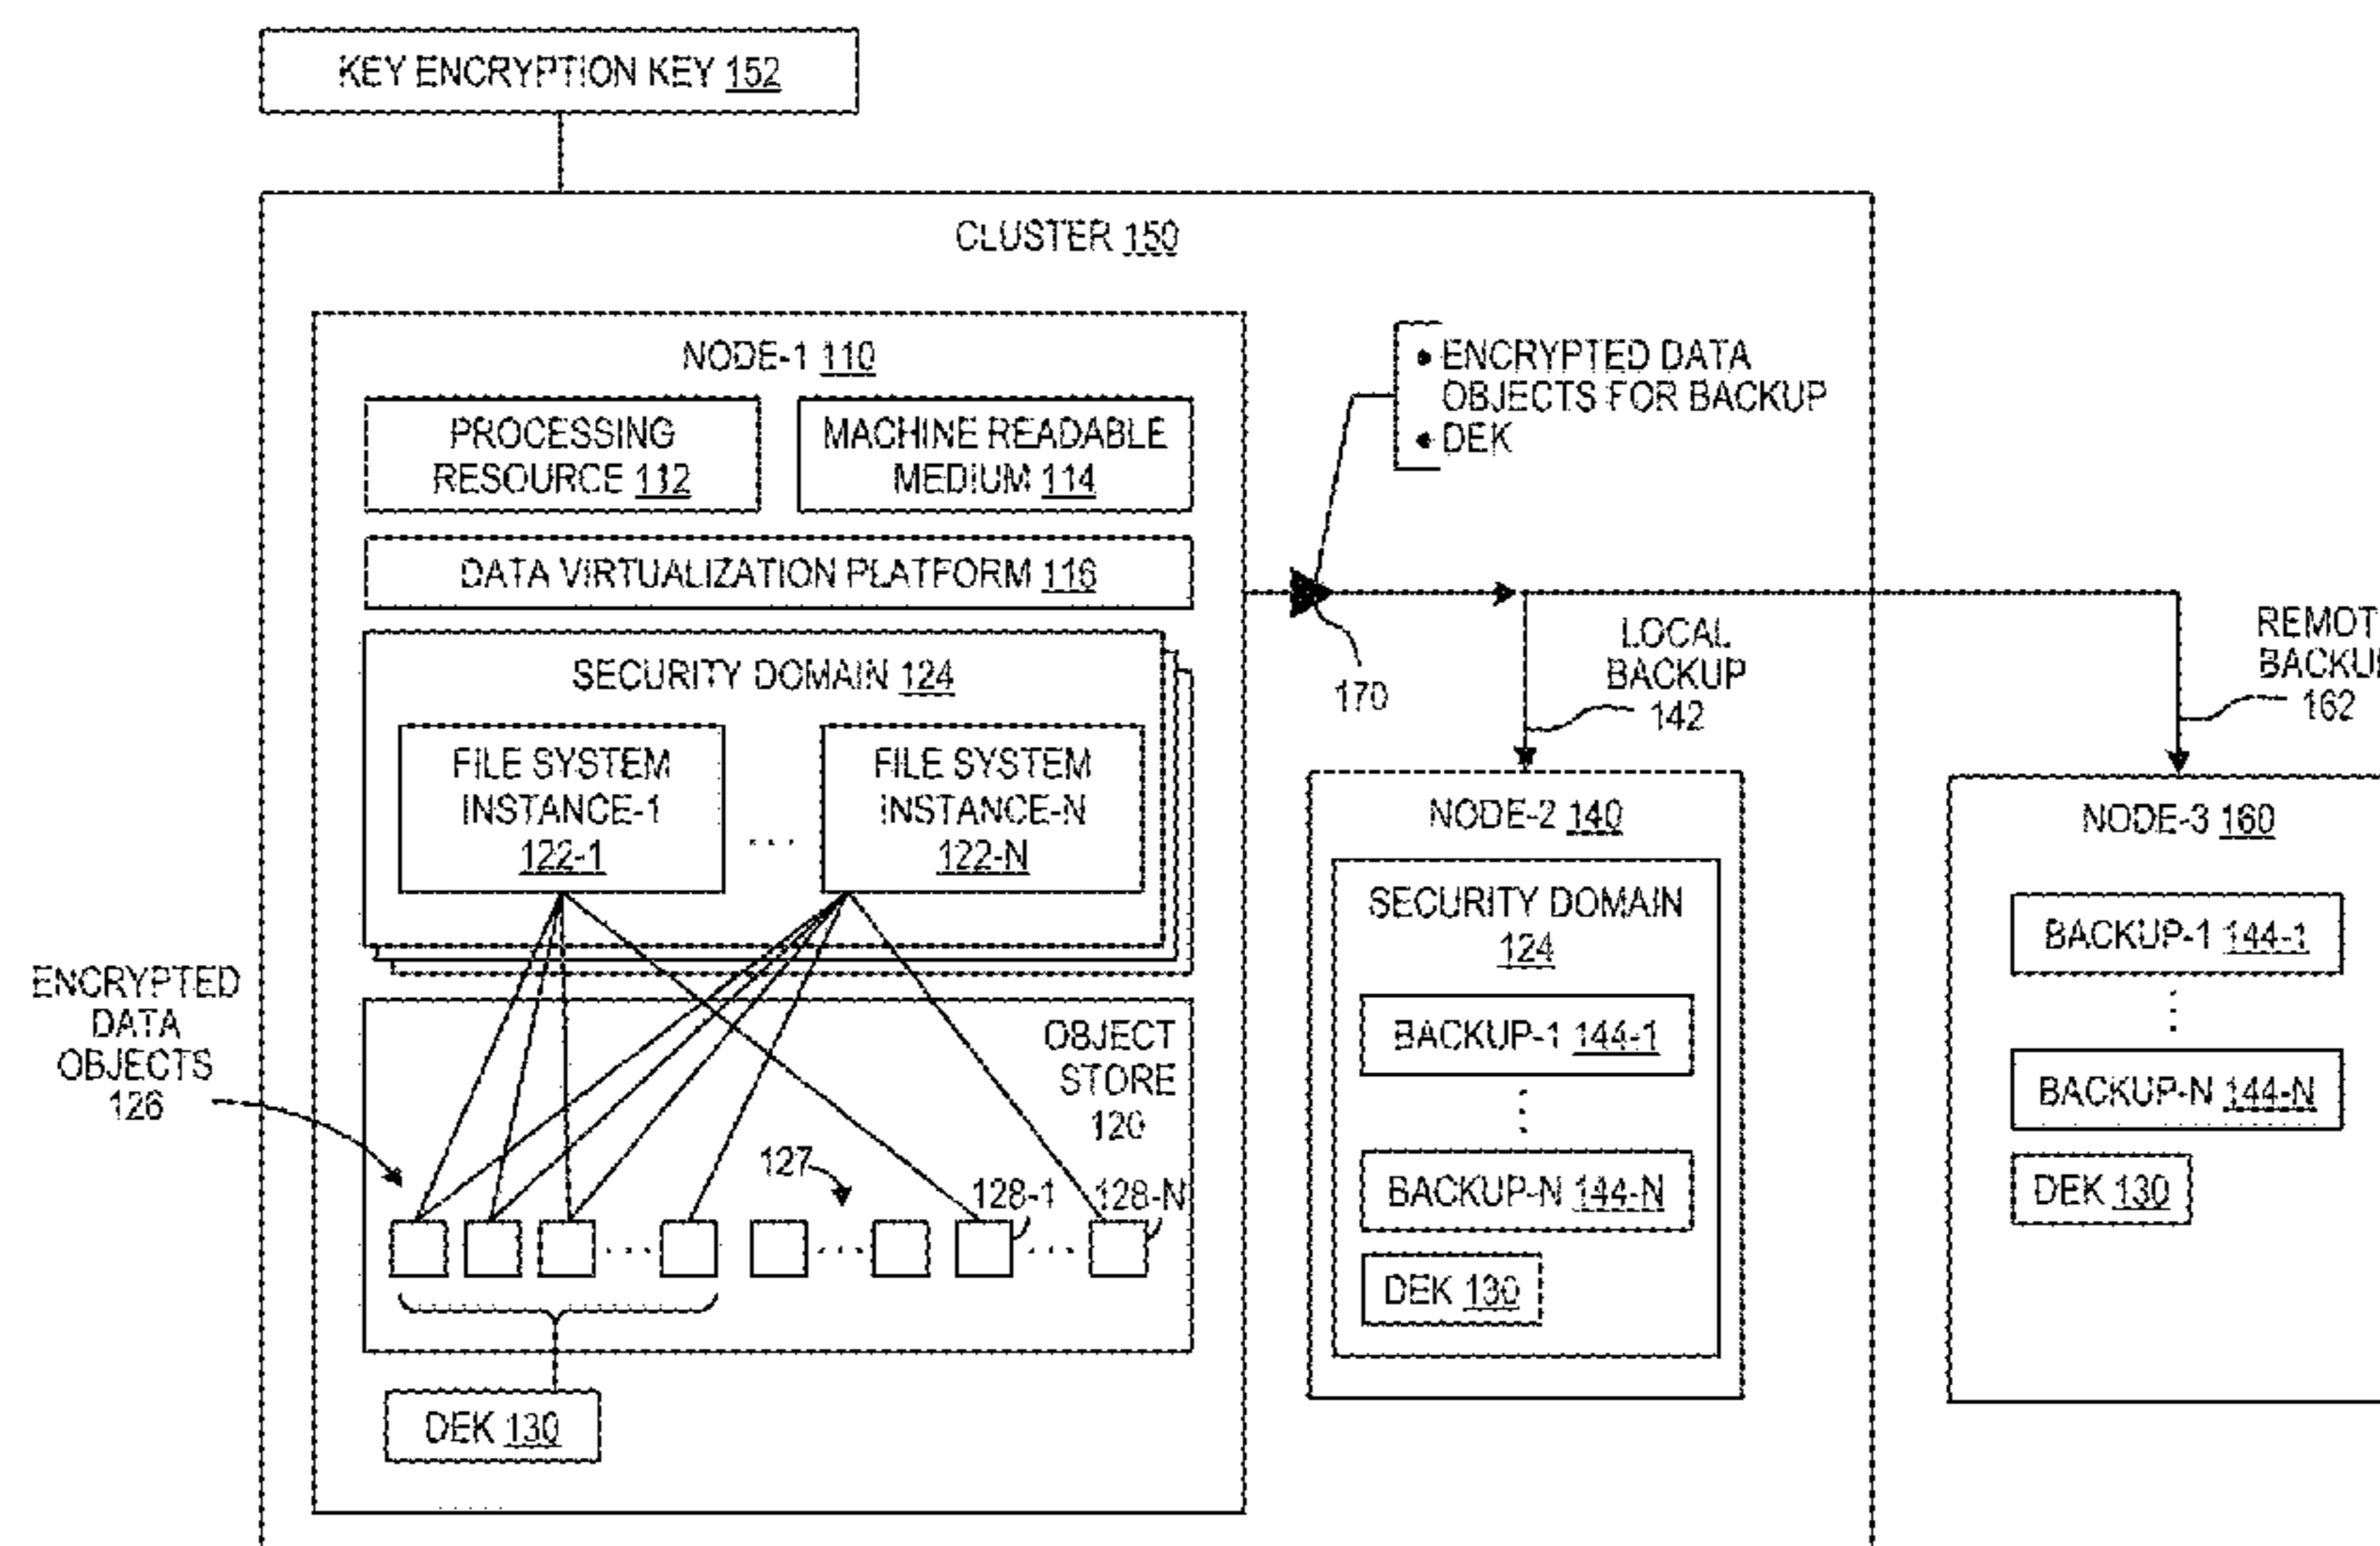 KEY ENCRYPTION KEY 152
CLUSTER 150
NODE-1 110
PROCESSING
RESOURCE 112
MACHINE READABLE
MEDIUM 114
DATA VIRTUALIZATION PLATFORM 116
SECURITY DOMAIN 124
FILE SYSTEM
INSTANCE-1
122-1
...
FILE SYSTEM
INSTANCE-N
122-N
ENCRYPTED
DATA
OBJECTS
126
OBJECT
STORE
120
127
128-1
128-N
DEK 130
• ENCRYPTED DATA
OBJECTS FOR BACKUP
• DEK
170
LOCAL
BACKUP
142
REMOT
BACKU
162
NODE-2 140
SECURITY DOMAIN
124
BACKUP-1 144-1
BACKUP-N 144-N
DEK 130
NODE-3 160
BACKUP-1 144-1
BACKUP-N 144-N
DEK 130